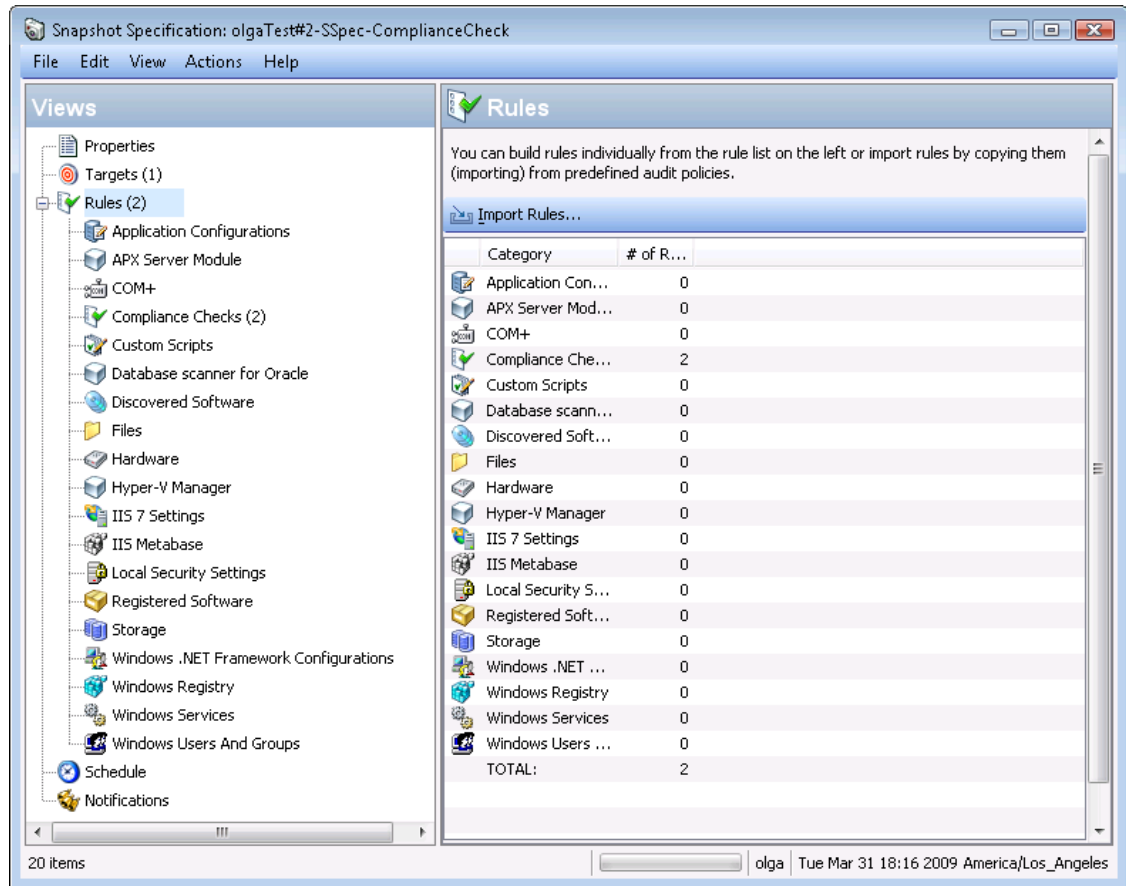 Snapshot Specification: olgaTest#2-SSpec-ComplianceCheck
File Edit View Actions Help
Views
Properties
Targets (1)
Rules (2)
Application Configurations
APX Server Module
COM+
Compliance Checks (2)
Custom Scripts
Database scanner for Oracle
Discovered Software
Files
Hardware
Hyper-V Manager
IIS 7 Settings
IIS Metabase
Local Security Settings
Registered Software
Storage
Windows .NET Framework Configurations
Windows Registry
Windows Services
Windows Users And Groups
Schedule
Notifications
Rules
You can build rules individually from the rule list on the left or import rules by copying them
(importing) from predefined audit policies.
Import Rules...
Category # of R...
Application Con... 0
APX Server Mod... 0
COM+ 0
Compliance Che... 2
Custom Scripts 0
Database scann... 0
Discovered Soft... 0
Files 0
Hardware 0
Hyper-V Manager 0
IIS 7 Settings 0
IIS Metabase 0
Local Security S... 0
Registered Soft... 0
Storage 0
Windows .NET ... 0
Windows Registry 0
Windows Services 0
Windows Users ... 0
TOTAL: 2
20 items olga Tue Mar 31 18:16 2009 America/Los_Angeles